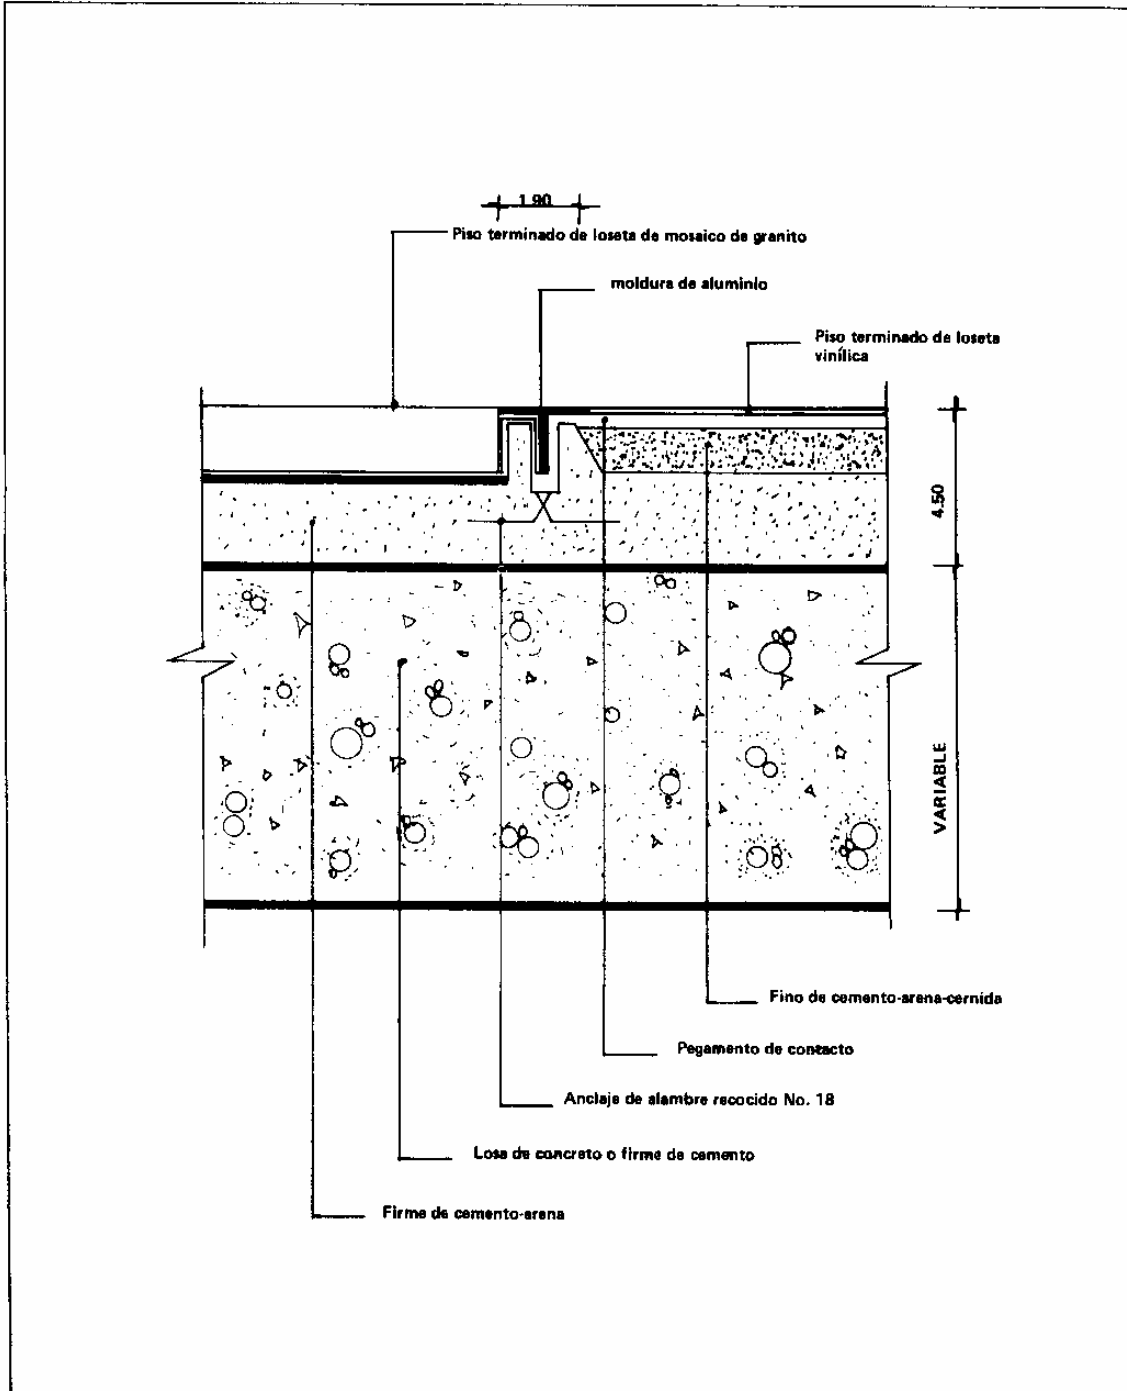 1.90
Piso terminado de loseta de mosaico de granito
moldura de aluminio
Piso terminado de loseta
vinílica
4.50
VARIABLE
Fino de cemento-arena-cernida
Pegamento de contacto
Anclaje de alambre recocido No. 18
Losa de concreto o firme de cemento
Firme de cemento-arena